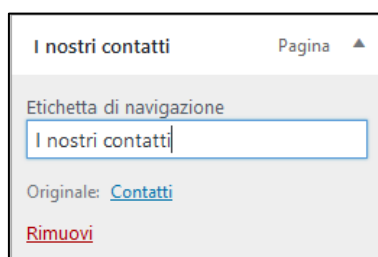 I nostri contatti Pagina ▲
Etichetta di navigazione
I nostri contatti
Originale: Contatti
Rimuovi